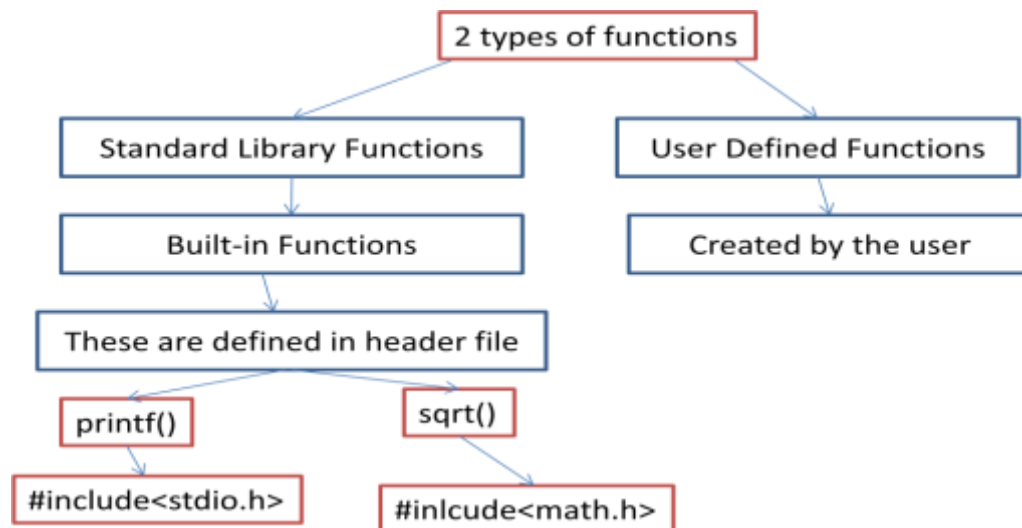 2 types of functions
Standard Library Functions
User Defined Functions
Built-in Functions
Created by the user
These are defined in header file
printf()
sqrt()
#include<stdio.h>
#inlcude<math.h>